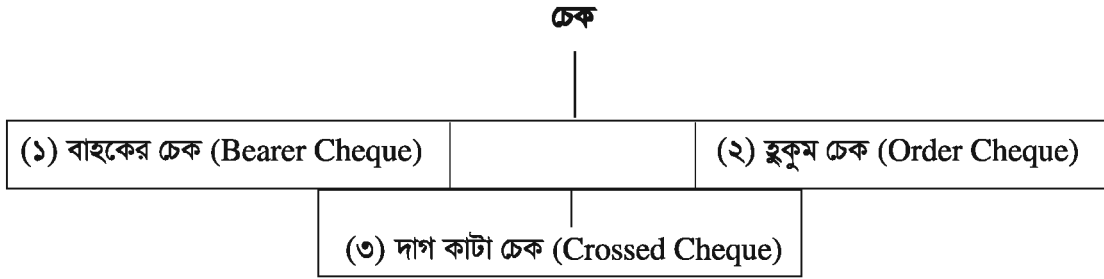 চেক
(১) বাহকের চেক (Bearer Cheque) (২) হুকুম চেক (Order Cheque)
(৩) দাগ কাটা চেক (Crossed Cheque)